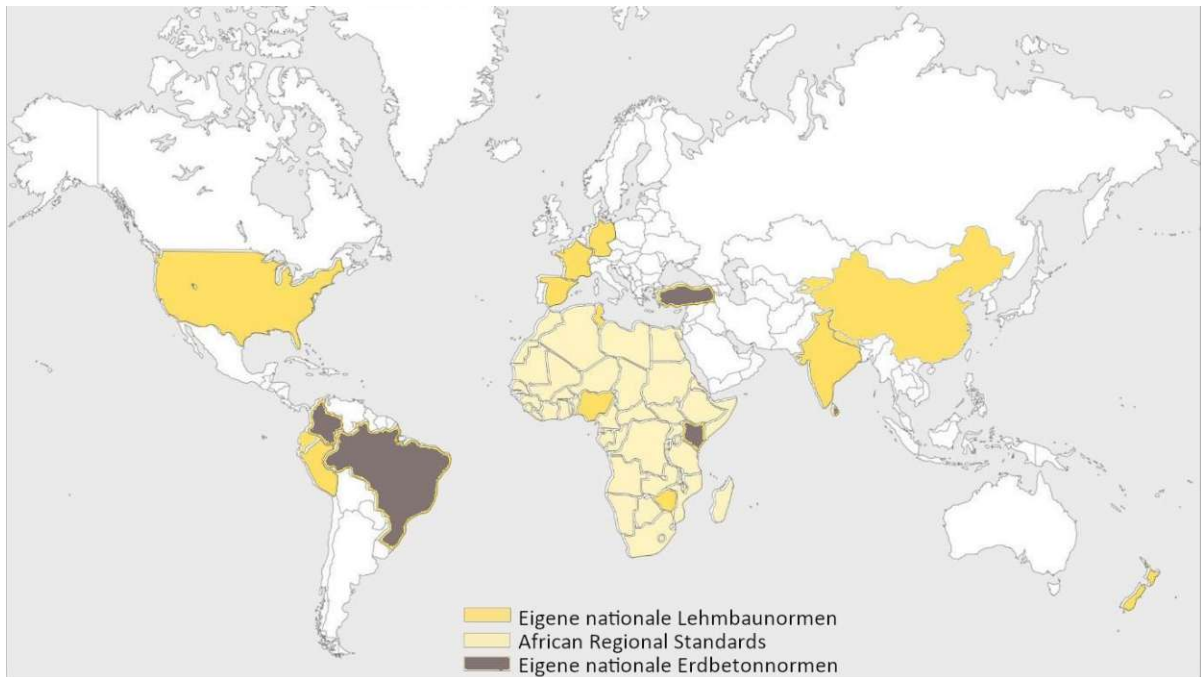 Eigene nationale Lehmbaunormen
African Regional Standards
Eigene nationale Erdbetonnormen